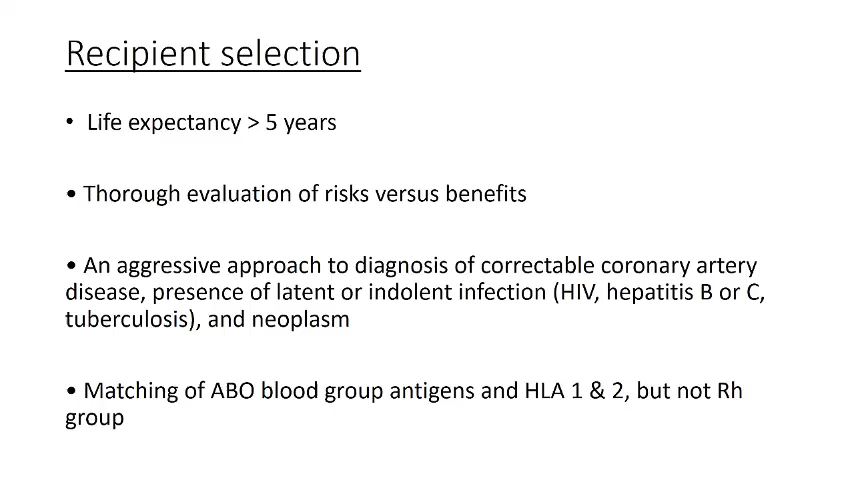 Recipient selection
• Life expectancy > 5 years
• Thorough evaluation of risks versus benefits
• An aggressive approach to diagnosis of correctable coronary artery
disease, presence of latent or indolent infection (HIV, hepatitis B or C,
tuberculosis), and neoplasm
• Matching of ABO blood group antigens and HLA 1 & 2, but not Rh
group